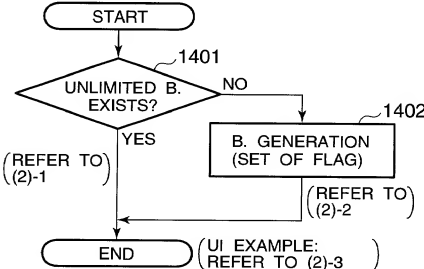 START
1401
UNLIMITED B.
EXISTS?
NO
1402
YES
B. GENERATION
(SET OF FLAG)
(REFER TO)
(2)-1
(REFER TO)
(2)-2
END
(UI EXAMPLE:
REFER TO (2)-3 )